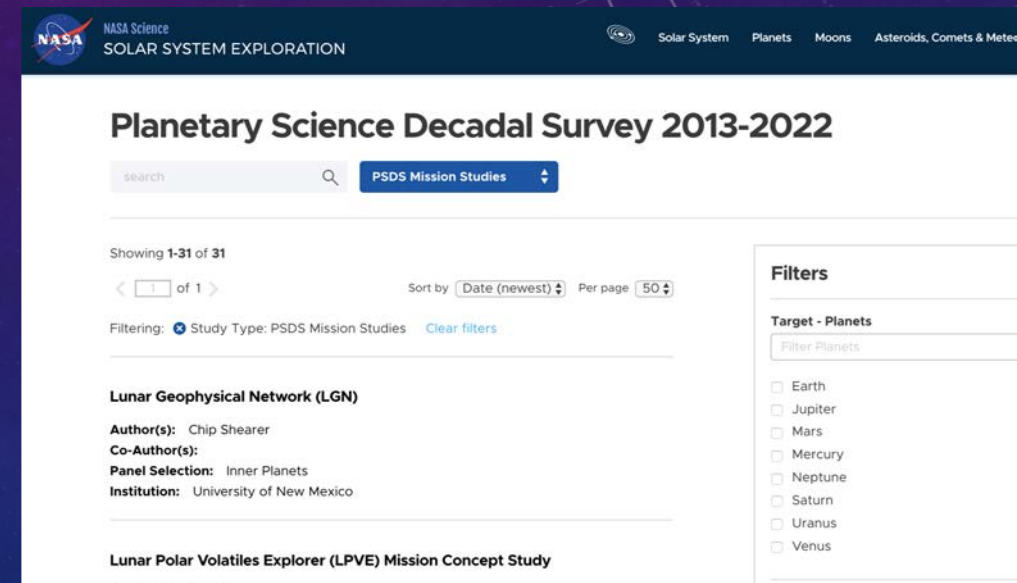 NASA
NASA Science
SOLAR SYSTEM EXPLORATION
Solar System Planets Moons Asteroids, Comets &
Planetary Science Decadal Survey 2013-2022
search
PSDS Mission Studies
Showing 1-31 of 31
1 of 1
Sort by Date (newest) Per page 50
Filtering: Study Type: PSDS Mission Studies Clear filters
Lunar Geophysical Network (LGN)
Author(s): Chip Shearer
Co-Author(s):
Panel Selection: Inner Planets
Institution: University of New Mexico
Lunar Polar Volatiles Explorer (LPVE) Mission Concept Study
Filters
Target - Planets
Filter Planets
Earth
Jupiter
Mars
Mercury
Neptune
Saturn
Uranus
Venus